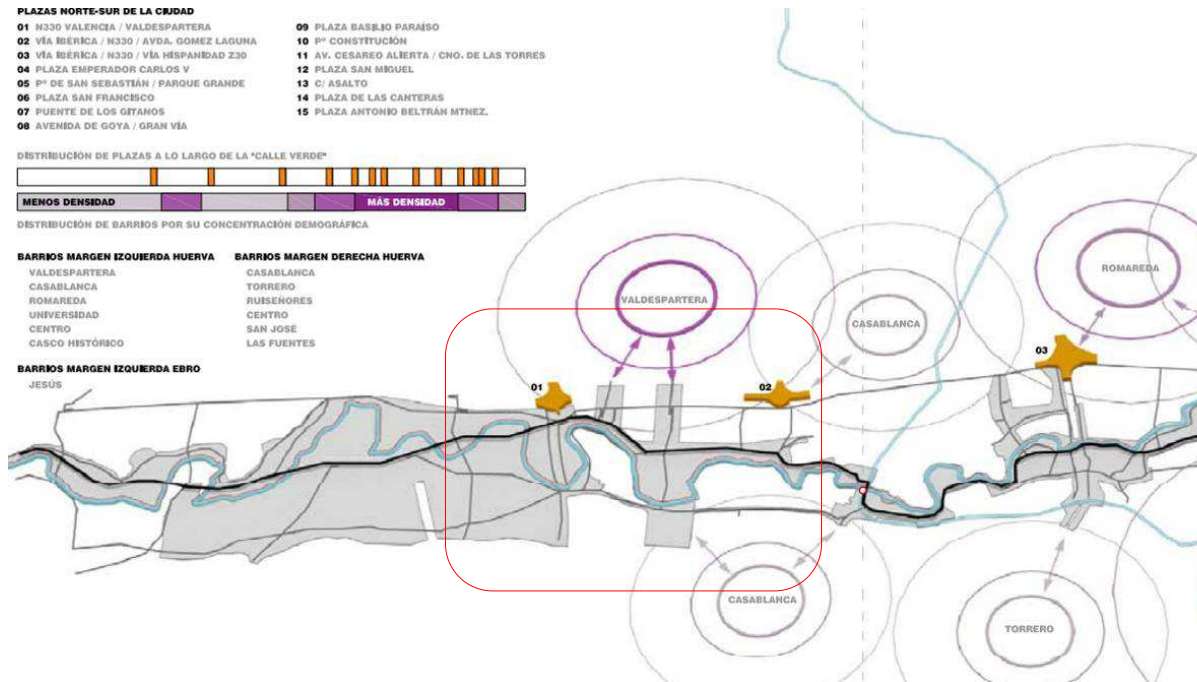 PLAZAS NORTE-SUR DE LA CIUDAD
01 N330 VALENCIA / VALDESPARTERA
02 VÍA IBÉRICA / N330 / AVDA. GOMEZ LAGUNA
03 VÍA IBÉRICA / N330 / VÍA HISPANIDAD Z30
04 PLAZA EMPERADOR CARLOS V
05 Pº DE SAN SEBASTIÁN / PARQUE GRANDE
06 PLAZA SAN FRANCISCO
07 PUENTE DE LOS GITANOS
08 AVENIDA DE GOYA / GRAN VÍA
09 PLAZA BASILIO PARAÍSO
10 Pº CONSTITUCIÓN
11 AV. CESAREO ALIERTA / CNO. DE LAS TORRES
12 PLAZA SAN MIGUEL
13 C/ ASALTO
14 PLAZA DE LAS CANTERAS
15 PLAZA ANTONIO BELTRÁN MTNEZ.
DISTRIBUCIÓN DE PLAZAS A LO LARGO DE LA "CALLE VERDE"
MENOS DENSIDAD
MÁS DENSIDAD
DISTRIBUCIÓN DE BARRIOS POR SU CONCENTRACIÓN DEMOGRÁFICA
BARRIOS MARGEN IZQUIERDA HUERVA
VALDESPARTERA
CASABLANCA
ROMAREDA
UNIVERSIDAD
CENTRO
CASCO HISTÓRICO
BARRIOS MARGEN DERECHA HUERVA
CASABLANCA
TORRERO
RUISEÑORES
CENTRO
SAN JOSÉ
LAS FUENTES
BARRIOS MARGEN IZQUIERDA EBRO
JESÚS
VALDESPARTERA
CASABLANCA
ROMAREDA
01
02
03
CASABLANCA
TORRERO